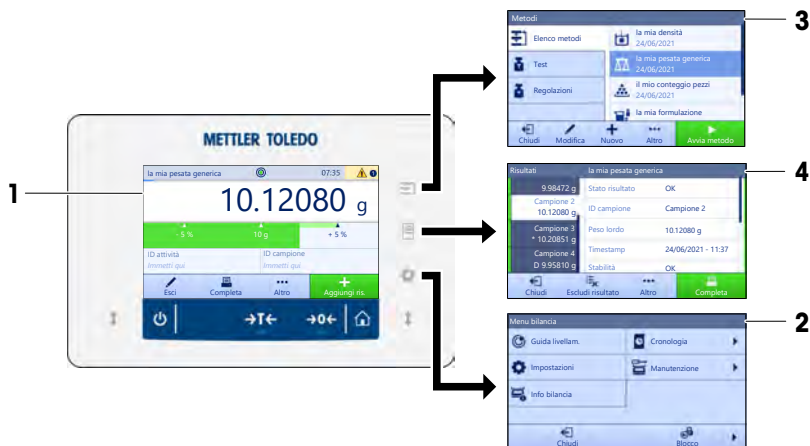 1
METTLER TOLEDO
la mia pesata generica
07:35
10.12080 g
- 5 %
10 g
+ 5 %
ID attività
Immetti qui
ID campione
Immetti qui
Esci
Completa
Altro
Aggiungi ris.
→T←
→0←
3
Metodi
Elenco metodi
Test
Regolazioni
la mia densità
24/06/2021
la mia pesata generica
24/06/2021
il mio conteggio pezzi
24/06/2021
la mia formulazione
Chiudi
Modifica
Nuovo
Altro
Avvia metodo
4
Risultati
la mia pesata generica
9.98472 g
Campione 2
10.12080 g
Campione 3
* 10.20851 g
Campione 4
D 9.95810 g
Stato risultato OK
ID campione Campione 2
Peso lordo 10.12080 g
Timestamp 24/06/2021 - 11:37
Stabilità OK
Chiudi
Escludi risultato
Altro
Completa
2
Menu bilancia
Guida livellam.
Cronologia
Impostazioni
Manutenzione
Info bilancia
Chiudi
Blocco